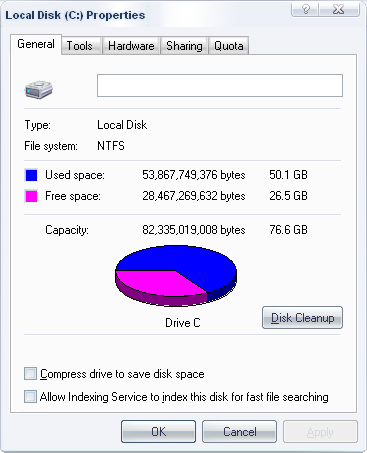 Local Disk (C:) Properties
General Tools Hardware Sharing Quota
Type: Local Disk
File system: NTFS
Used space: 53,867,749,376 bytes 50.1 GB
Free space: 28,467,269,632 bytes 26.5 GB
Capacity: 82,335,019,008 bytes 76.6 GB
Drive C
Disk Cleanup
Compress drive to save disk space
Allow Indexing Service to index this disk for fast file searching
OK Cancel Apply